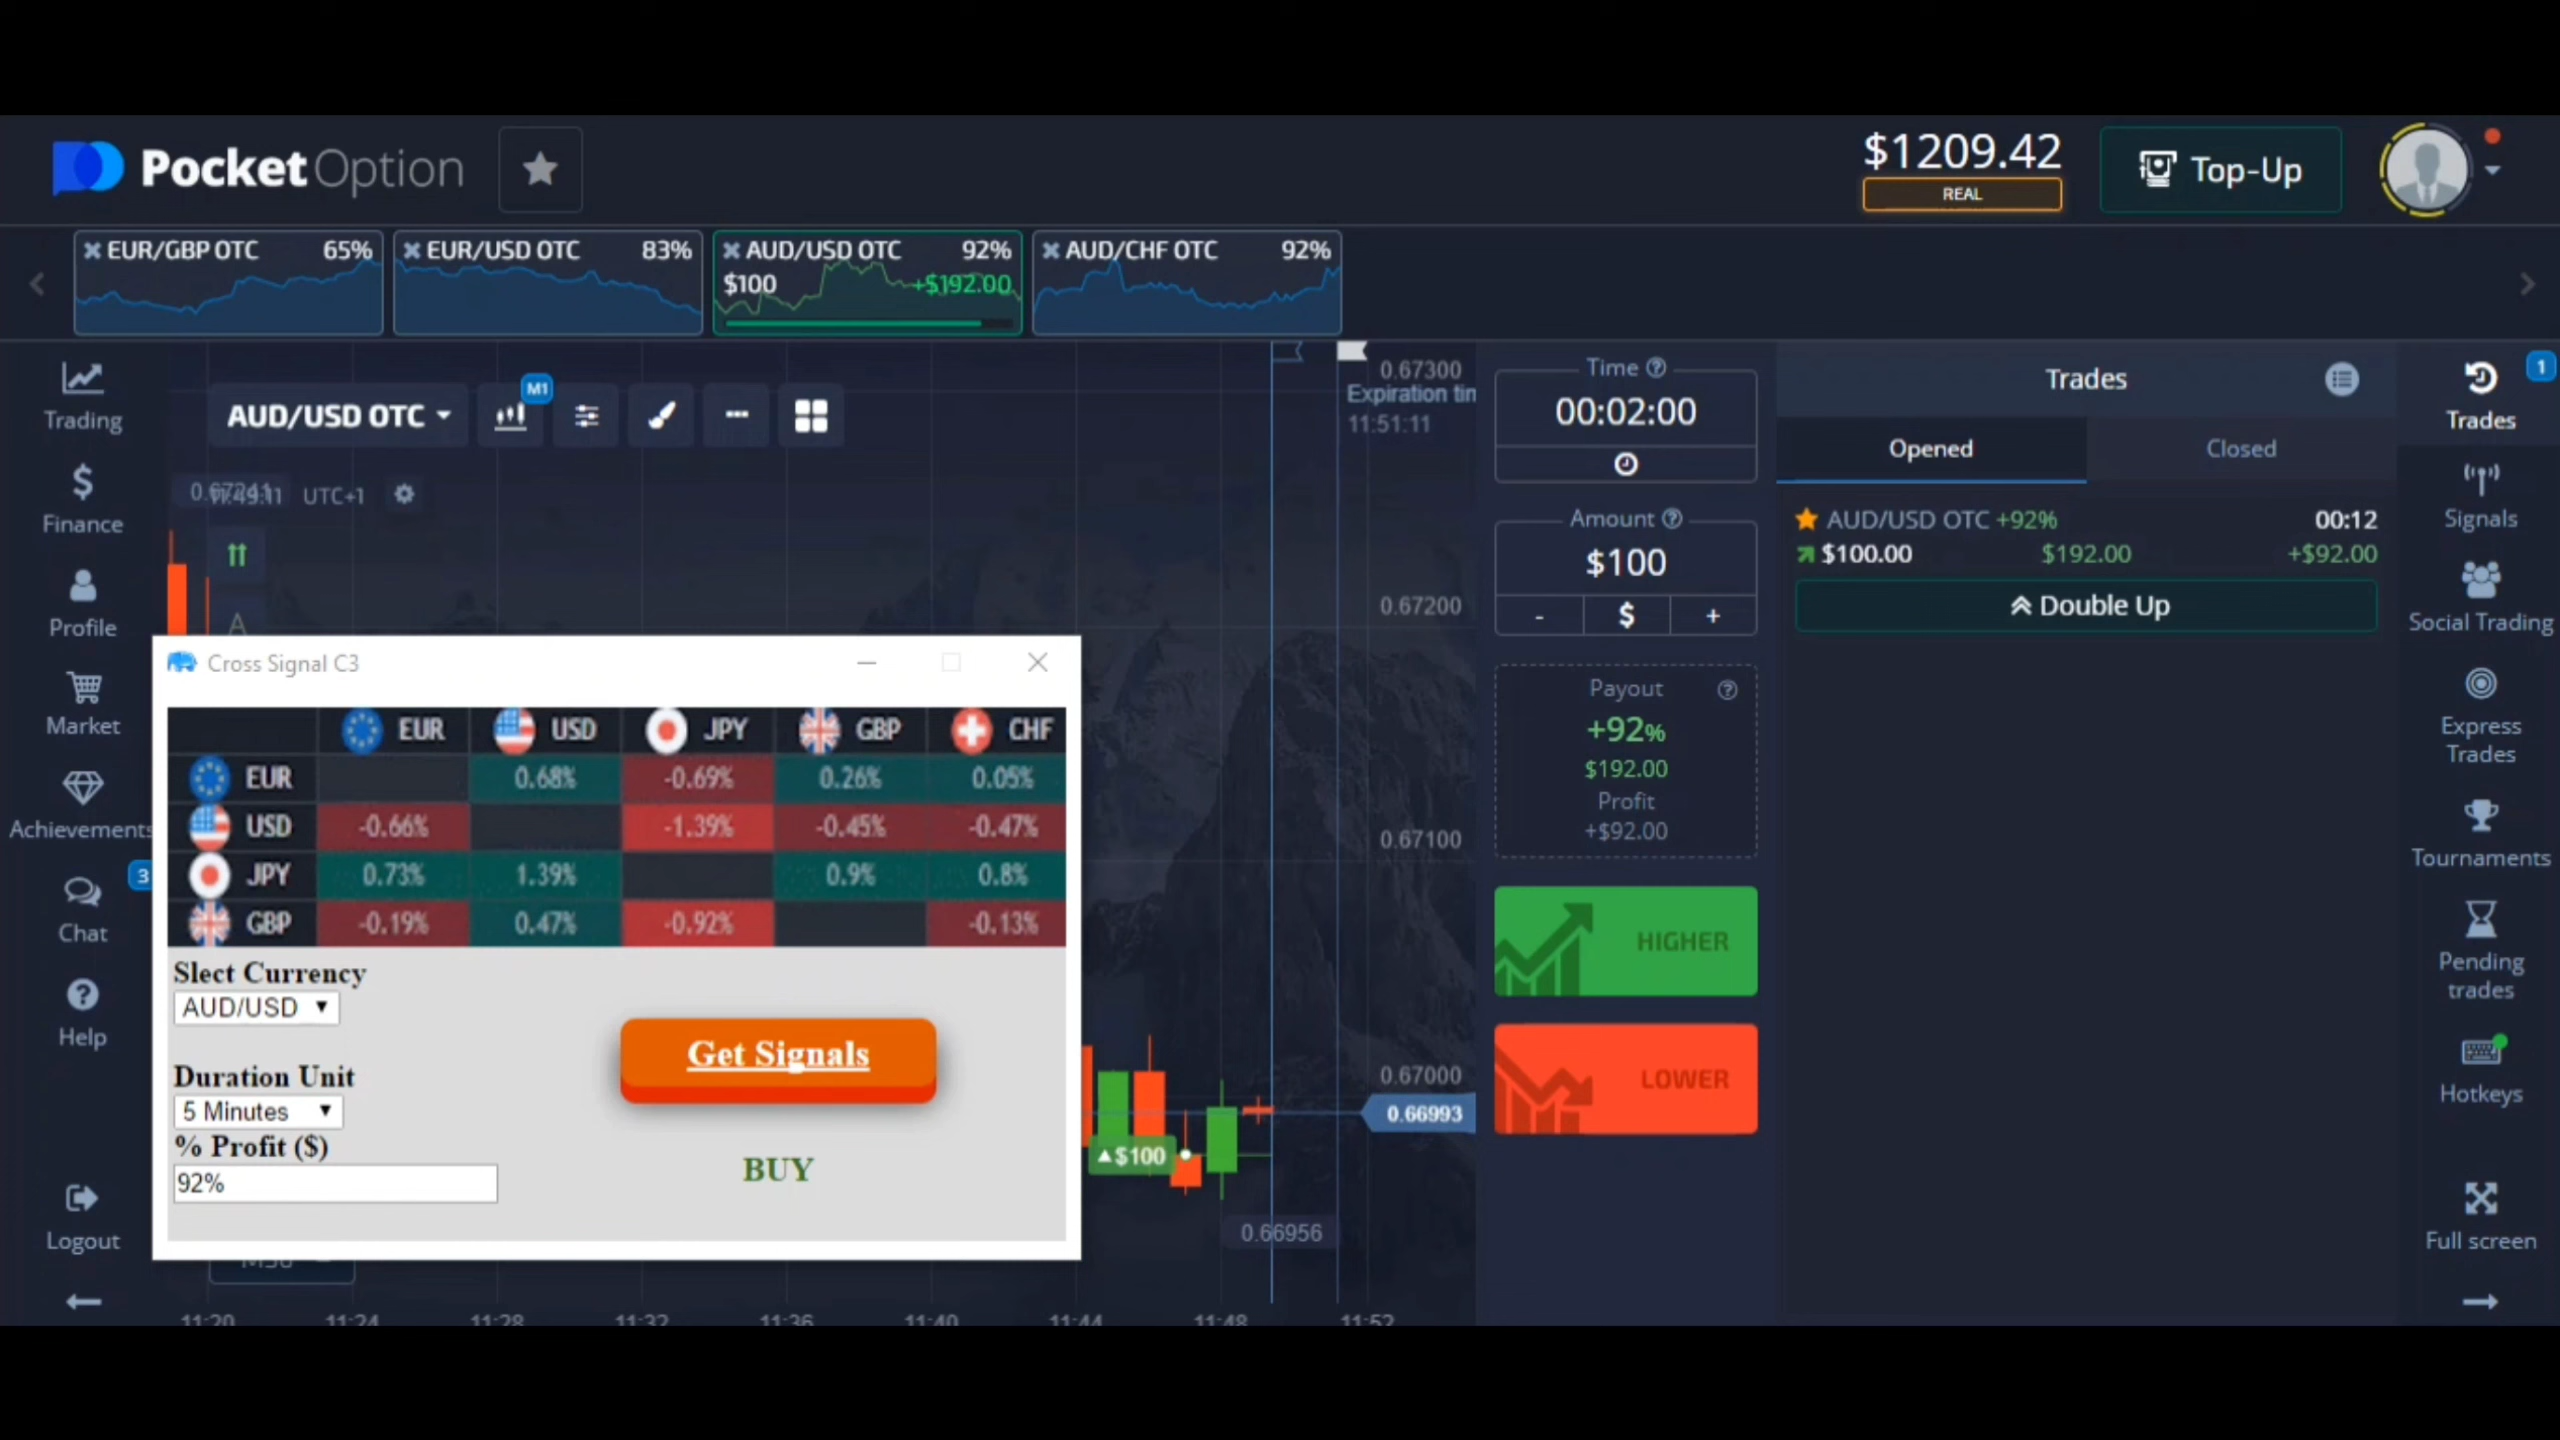 PocketOption
$1209.42
REAL
Top-Up
EUR/GBP OTC 65%
EUR/USD OTC 83%
AUD/USD OTC 92%
$100 +$192.00
AUD/CHF OTC 92%
Trading
Finance
Profile
Market
Achievements
3
Chat
Help
Logout
AUD/USD OTC
M1
UTC+1
0.67300
Expiration tim
11:51:11
0.67200
0.67100
0.67000
0.66993
0.66956
$100
11:20 11:24 11:28 11:32 11:36 11:40 11:44 11:48 11:52
Cross Signal C3
EUR USD JPY GBP CHF
EUR 0.68% -0.69% 0.26% 0.05%
USD -0.66% -1.39% -0.45% -0.47%
JPY 0.73% 1.39% 0.9% 0.8%
GBP -0.19% 0.47% -0.92% -0.13%
Slect Currency
AUD/USD
Duration Unit
5 Minutes
% Profit ($)
92%
Get Signals
BUY
Time
00:02:00
Amount
$100
- $ +
Payout
+92%
$192.00
Profit
+$92.00
HIGHER
LOWER
Trades
Opened Closed
AUD/USD OTC +92% 00:12
$100.00 $192.00 +$92.00
Double Up
1
Trades
Signals
Social Trading
Express
Trades
Tournaments
Pending
trades
Hotkeys
Full screen